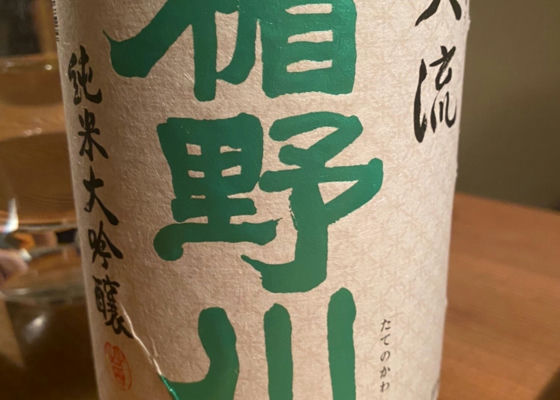 流
たてのかわ
楯野川
純米大吟醸